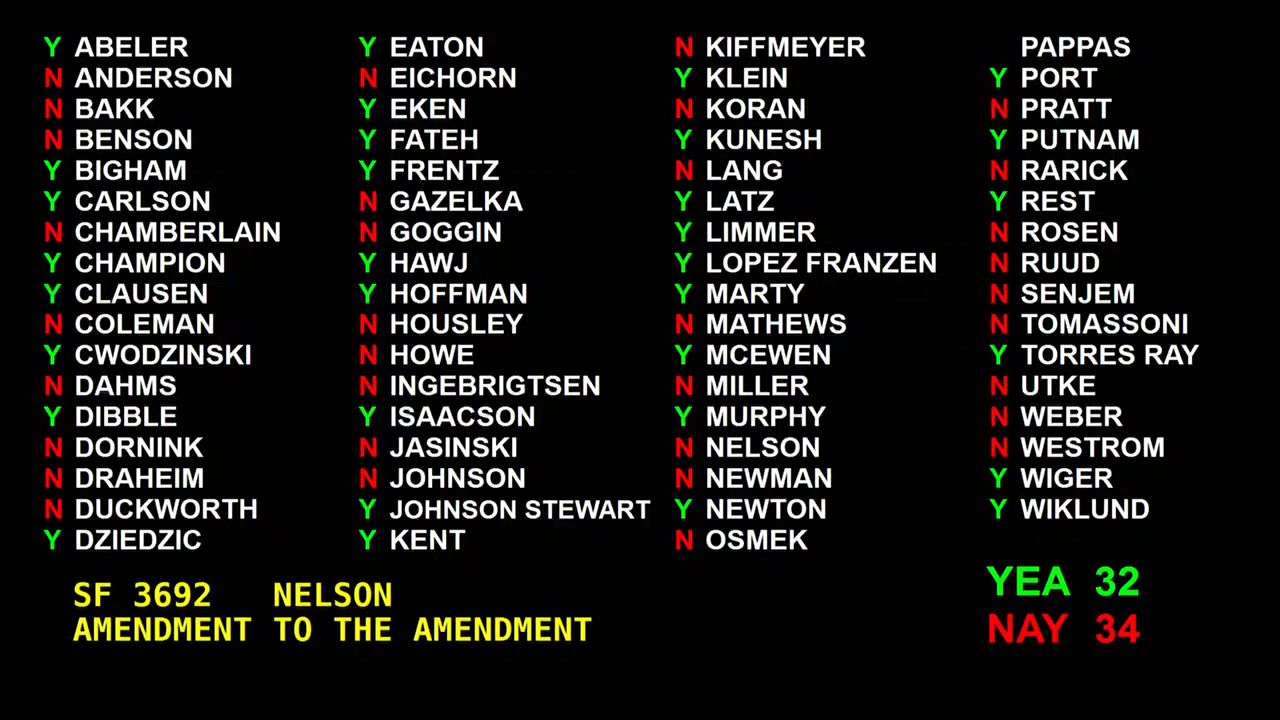 Y ABELER
N ANDERSON
N BAKK
N BENSON
Y BIGHAM
Y CARLSON
N CHAMBERLAIN
Y CHAMPION
Y CLAUSEN
N COLEMAN
Y CWODZINSKI
N DAHMS
Y DIBBLE
N DORNINK
N DRAHEIM
N DUCKWORTH
Y DZIEDZIC
Y EATON
N EICHORN
Y EKEN
Y FATEH
Y FRENTZ
N GAZELKA
N GOGGIN
Y HAWJ
Y HOFFMAN
N HOUSLEY
N HOWE
N INGEBRIGTSEN
Y ISAACSON
N JASINSKI
N JOHNSON
Y JOHNSON STEWART
Y KENT
N KIFFMEYER
Y KLEIN
N KORAN
Y KUNESH
N LANG
Y LATZ
Y LIMMER
Y LOPEZ FRANZEN
Y MARTY
N MATHEWS
Y MCEWEN
N MILLER
Y MURPHY
N NELSON
N NEWMAN
Y NEWTON
N OSMEK
PAPPAS
Y PORT
N PRATT
Y PUTNAM
N RARICK
Y REST
N ROSEN
N RUUD
N SENJEM
N TOMASSONI
Y TORRES RAY
N UTKE
N WEBER
N WESTROM
Y WIGER
Y WIKLUND
SF 3692 NELSON
AMENDMENT TO THE AMENDMENT
YEA 32
NAY 34